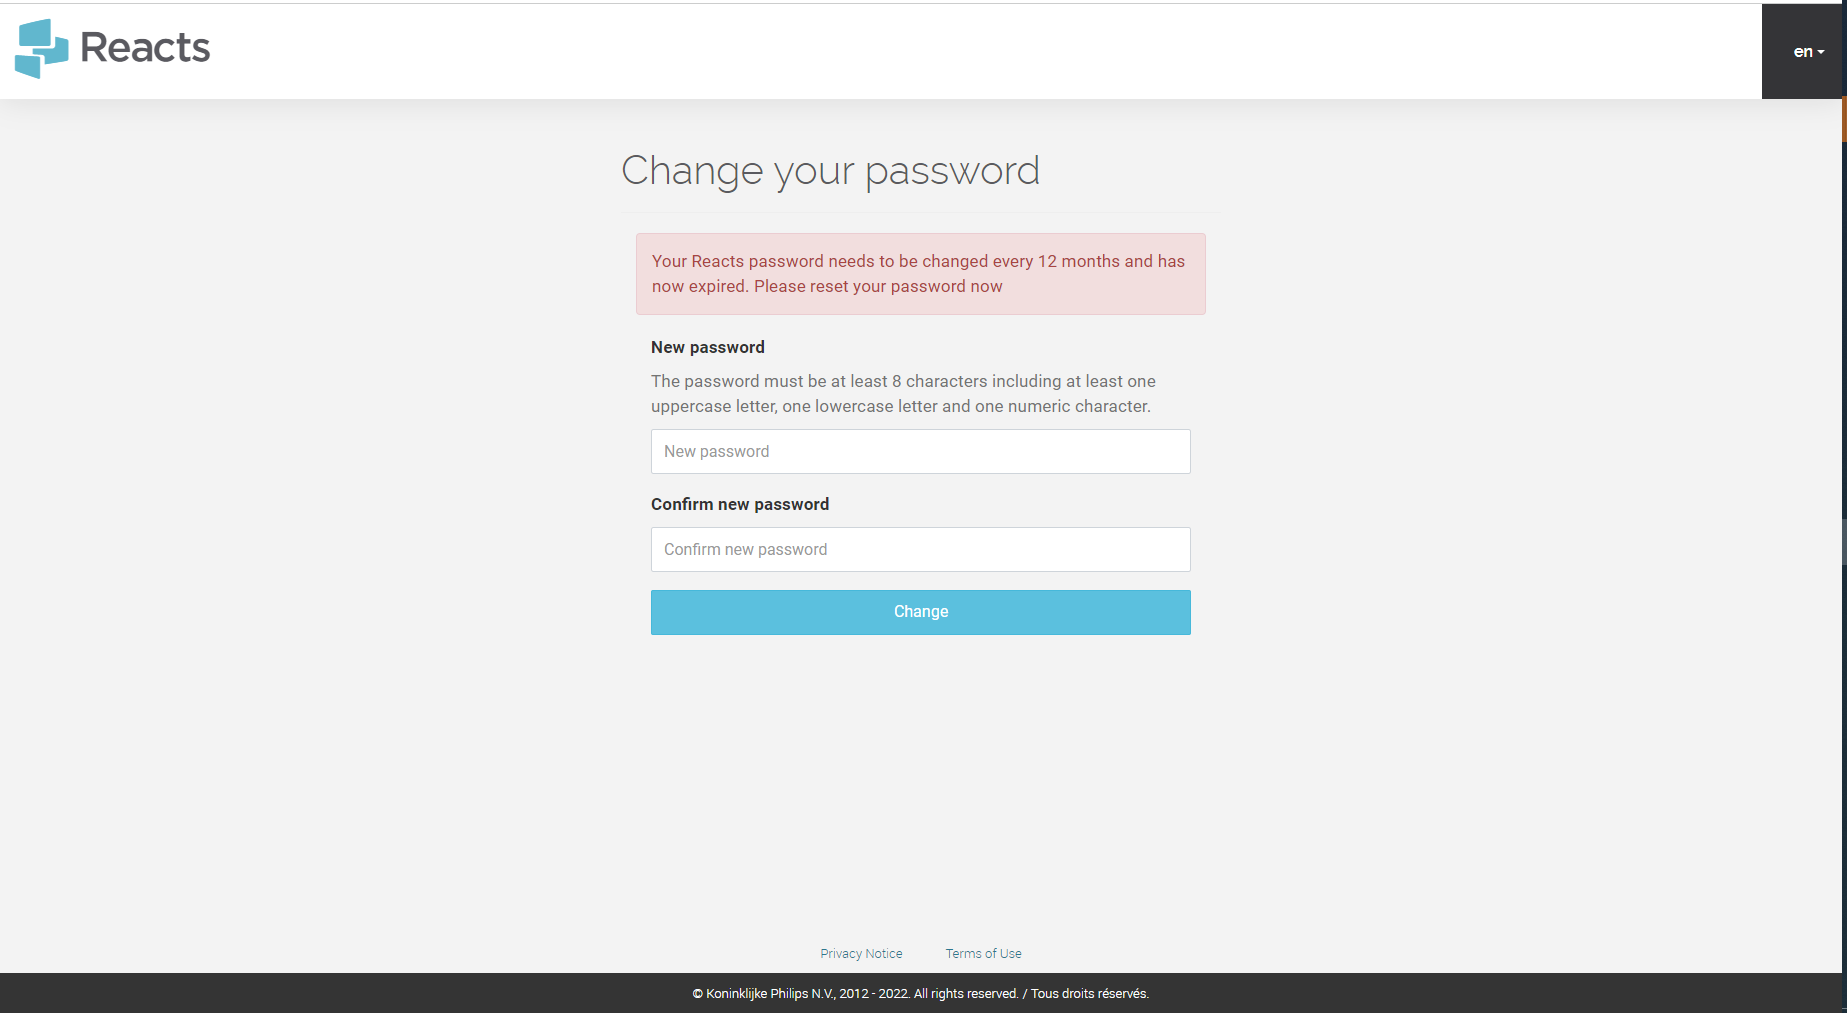 Reacts
en
Change your password
Your Reacts password needs to be changed every 12 months and has
now expired. Please reset your password now
New password
The password must be at least 8 characters including at least one
uppercase letter, one lowercase letter and one numeric character.
New password
Confirm new password
Confirm new password
Change
Privacy Notice Terms of Use
© Koninklijke Philips N.V., 2012 - 2022. All rights reserved. / Tous droits réservés.